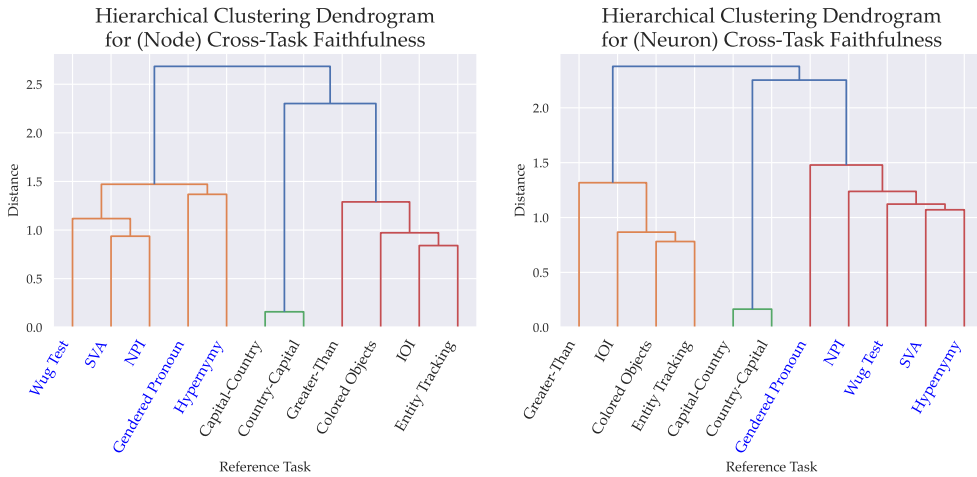 Hierarchical Clustering Dendrogram
for (Node) Cross-Task Faithfulness
Distance
2.5
2.0
1.5
1.0
0.5
0.0
Wug Test
SVA
NPI
Gendered Pronoun
Hypernymy
Capital-Country
Country-Capital
Greater-Than
Colored Objects
IOI
Entity Tracking
Reference Task
Hierarchical Clustering Dendrogram
for (Neuron) Cross-Task Faithfulness
Distance
2.0
1.5
1.0
0.5
0.0
Greater-Than
IOI
Colored Objects
Entity Tracking
Capital-Country
Country-Capital
Gendered Pronoun
NPI
Wug Test
SVA
Hypernymy
Reference Task